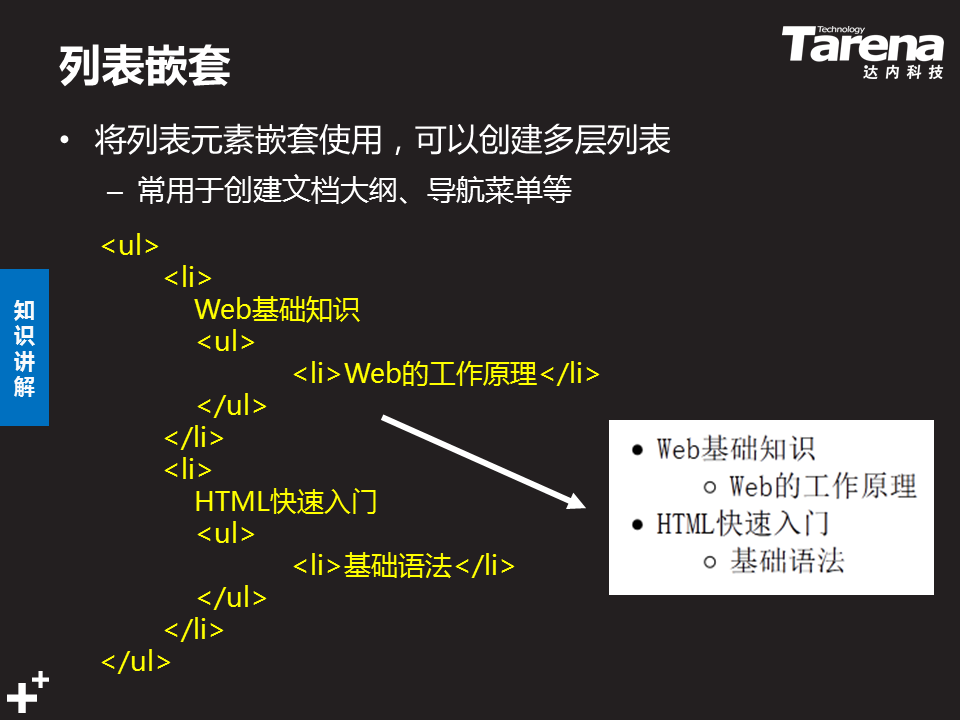 列表嵌套
Technology
Tarena
达内科技
• 将列表元素嵌套使用，可以创建多层列表
– 常用于创建文档大纲、导航菜单等
<ul>
<li>
Web基础知识
<ul>
<li>Web的工作原理</li>
</ul>
</li>
<li>
HTML快速入门
<ul>
<li>基础语法</li>
</ul>
</li>
</ul>
知识讲解
• Web基础知识
○ Web的工作原理
• HTML快速入门
○ 基础语法